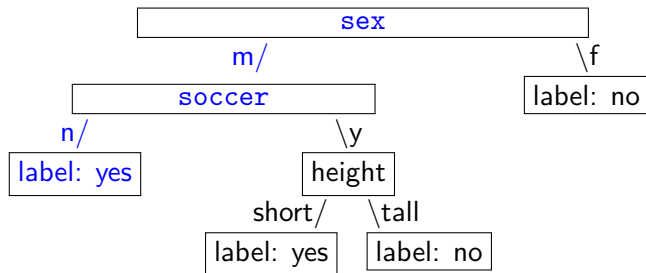 sex
m/ \f
soccer label: no
n/ \y
label: yes height
short/ \tall
label: yes label: no